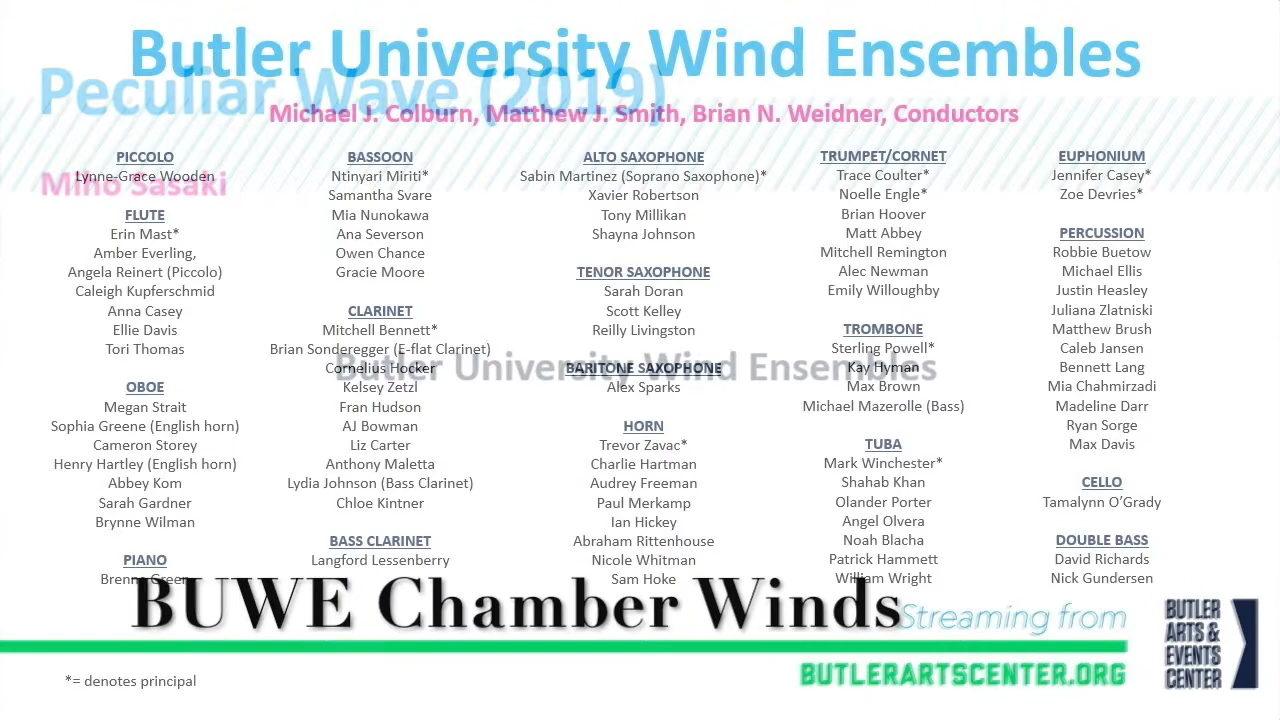 Butler University Wind Ensembles
Peculiar Wave (2019)
Michael J. Colburn, Matthew J. Smith, Brian N. Weidner, Conductors
Miho Sasaki
PICCOLO
Lynne-Grace Wooden
FLUTE
Erin Mast*
Amber Everling,
Angela Reinert (Piccolo)
Caleigh Kupferschmid
Anna Casey
Ellie Davis
Tori Thomas
OBOE
Megan Strait
Sophia Greene (English horn)
Cameron Storey
Henry Hartley (English horn)
Abbey Kom
Sarah Gardner
Brynne Wilman
PIANO
Brenna Green
BASSOON
Ntinyari Miriti*
Samantha Svare
Mia Nunokawa
Ana Severson
Owen Chance
Gracie Moore
CLARINET
Mitchell Bennett*
Brian Sonderegger (E-flat Clarinet)
Cornelius Hocker
Kelsey Zetzl
Fran Hudson
AJ Bowman
Liz Carter
Anthony Maletta
Lydia Johnson (Bass Clarinet)
Chloe Kintner
BASS CLARINET
Langford Lessenberry
ALTO SAXOPHONE
Sabin Martinez (Soprano Saxophone)*
Xavier Robertson
Tony Millikan
Shayna Johnson
TENOR SAXOPHONE
Sarah Doran
Scott Kelley
Reilly Livingston
BARITONE SAXOPHONE
Alex Sparks
HORN
Trevor Zavac*
Charlie Hartman
Audrey Freeman
Paul Merkamp
Ian Hickey
Abraham Rittenhouse
Nicole Whitman
Sam Hoke
TRUMPET/CORNET
Trace Coulter*
Noelle Engle*
Brian Hoover
Matt Abbey
Mitchell Remington
Alec Newman
Emily Willoughby
TROMBONE
Sterling Powell*
Kay Hyman
Max Brown
Michael Mazerolle (Bass)
TUBA
Mark Winchester*
Shahab Khan
Olander Porter
Angel Olvera
Noah Blacha
Patrick Hammett
William Wright
EUPHONIUM
Jennifer Casey*
Zoe Devries*
PERCUSSION
Robbie Buetow
Michael Ellis
Justin Heasley
Juliana Zlatniski
Matthew Brush
Caleb Jansen
Bennett Lang
Mia Chahmirzadi
Madeline Darr
Ryan Sorge
Max Davis
CELLO
Tamalynn O’Grady
DOUBLE BASS
David Richards
Nick Gundersen
Butler University Wind Ensembles
BUWE Chamber Winds
Streaming from
BUTLERARTSCENTER.ORG
BUTLER
ARTS &
EVENTS
CENTER
*= denotes principal